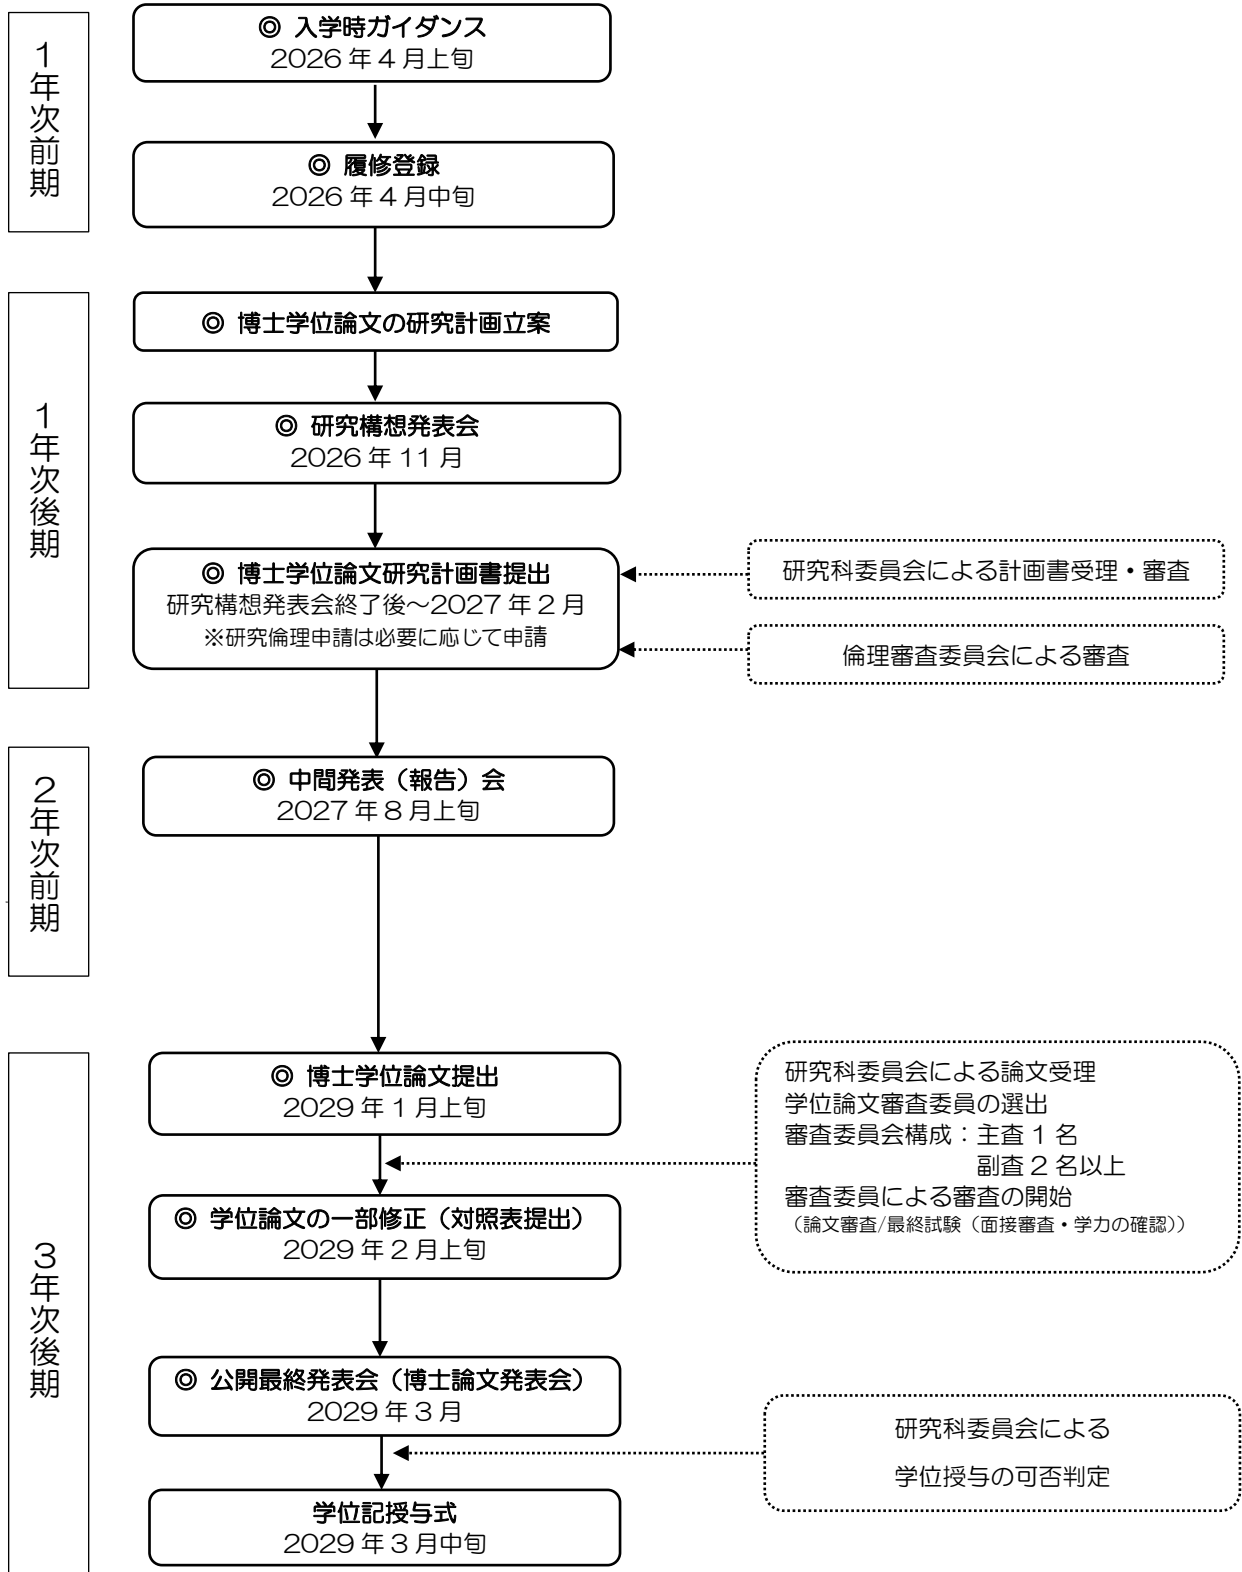 1年次前期
◎ 入学時ガイダンス
2026年4月上旬
◎ 履修登録
2026年4月中旬
1年次後期
◎ 博士学位論文の研究計画立案
◎ 研究構想発表会
2026年11月
◎ 博士学位論文研究計画書提出
研究構想発表会終了後～2027年2月
※研究倫理申請は必要に応じて申請
研究科委員会による計画書受理・審査
倫理審査委員会による審査
2年次前期
◎ 中間発表（報告）会
2027年8月上旬
3年次後期
◎ 博士学位論文提出
2029年1月上旬
研究科委員会による論文受理
学位論文審査委員の選出
審査委員会構成：主査1名
副査2名以上
審査委員による審査の開始
（論文審査/最終試験（面接審査・学力の確認））
◎ 学位論文の一部修正（対照表提出）
2029年2月上旬
◎ 公開最終発表会（博士論文発表会）
2029年3月
研究科委員会による
学位授与の可否判定
学位記授与式
2029年3月中旬